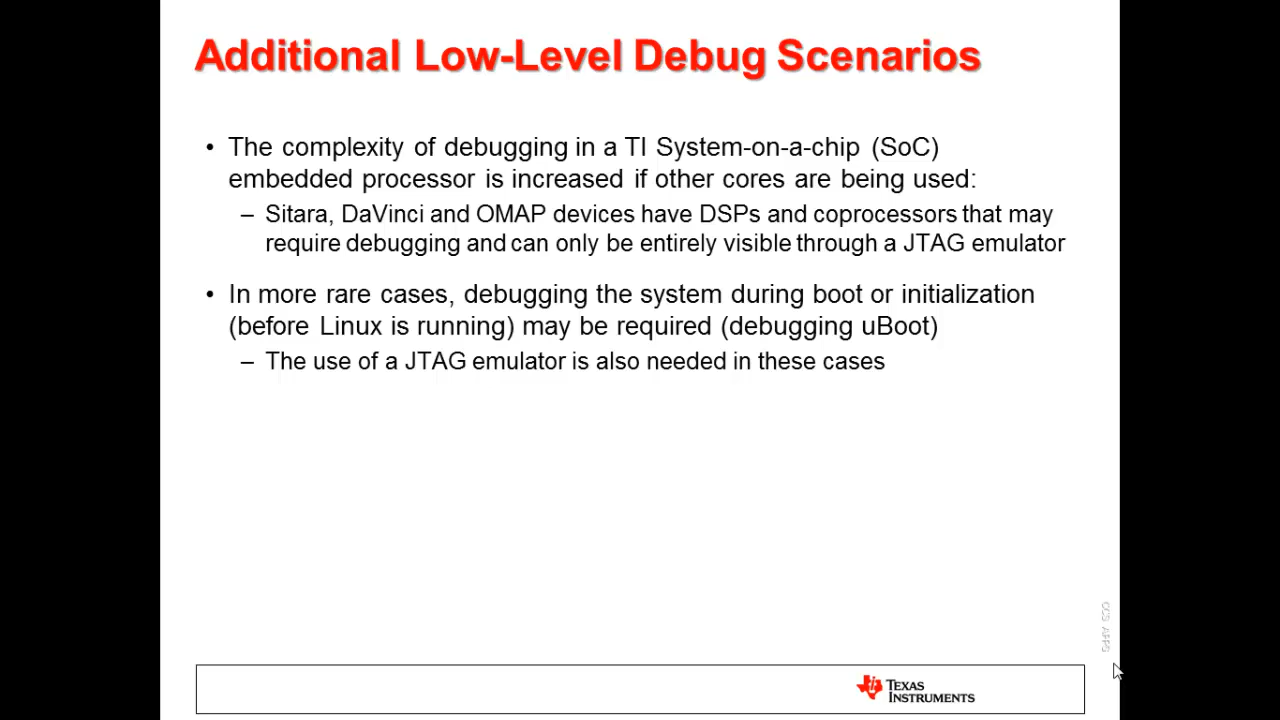 Additional Low-Level Debug Scenarios
• The complexity of debugging in a TI System-on-a-chip (SoC)
embedded processor is increased if other cores are being used:
– Sitara, DaVinci and OMAP devices have DSPs and coprocessors that may
require debugging and can only be entirely visible through a JTAG emulator
• In more rare cases, debugging the system during boot or initialization
(before Linux is running) may be required (debugging uBoot)
– The use of a JTAG emulator is also needed in these cases
CCS APPS
TEXAS
INSTRUMENTS